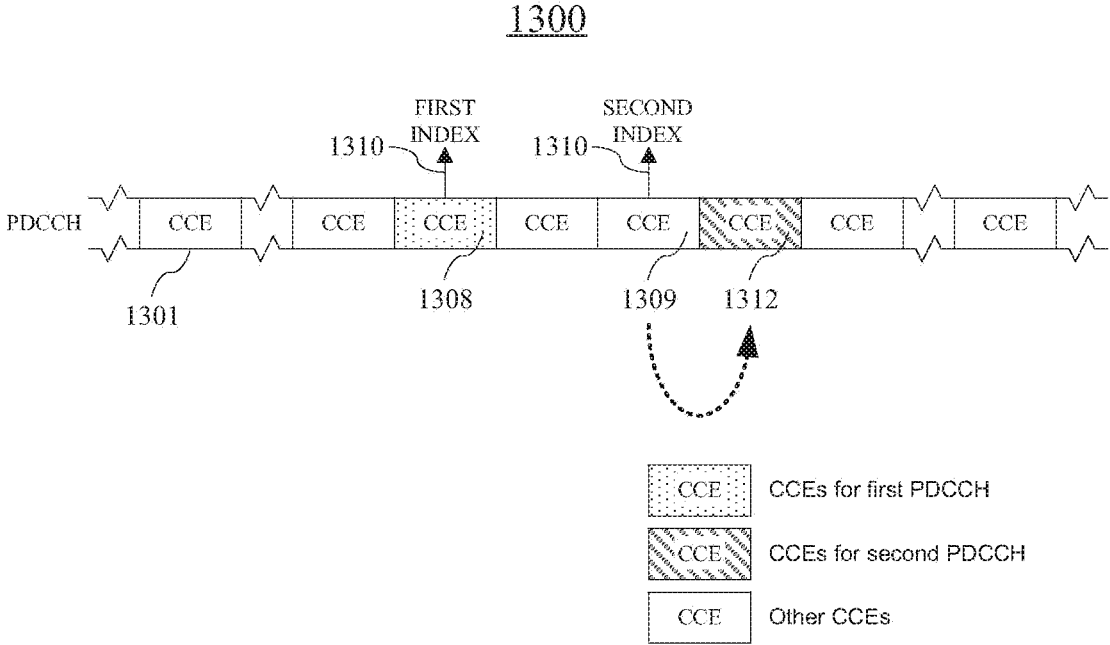 1300
FIRST
INDEX
SECOND
INDEX
1310
1310
PDCCH
CCE
CCE
CCE
CCE
CCE
CCE
CCE
CCE
1301
1308
1309
1312
CCE
CCEs for first PDCCH
CCE
CCEs for second PDCCH
CCE
Other CCEs